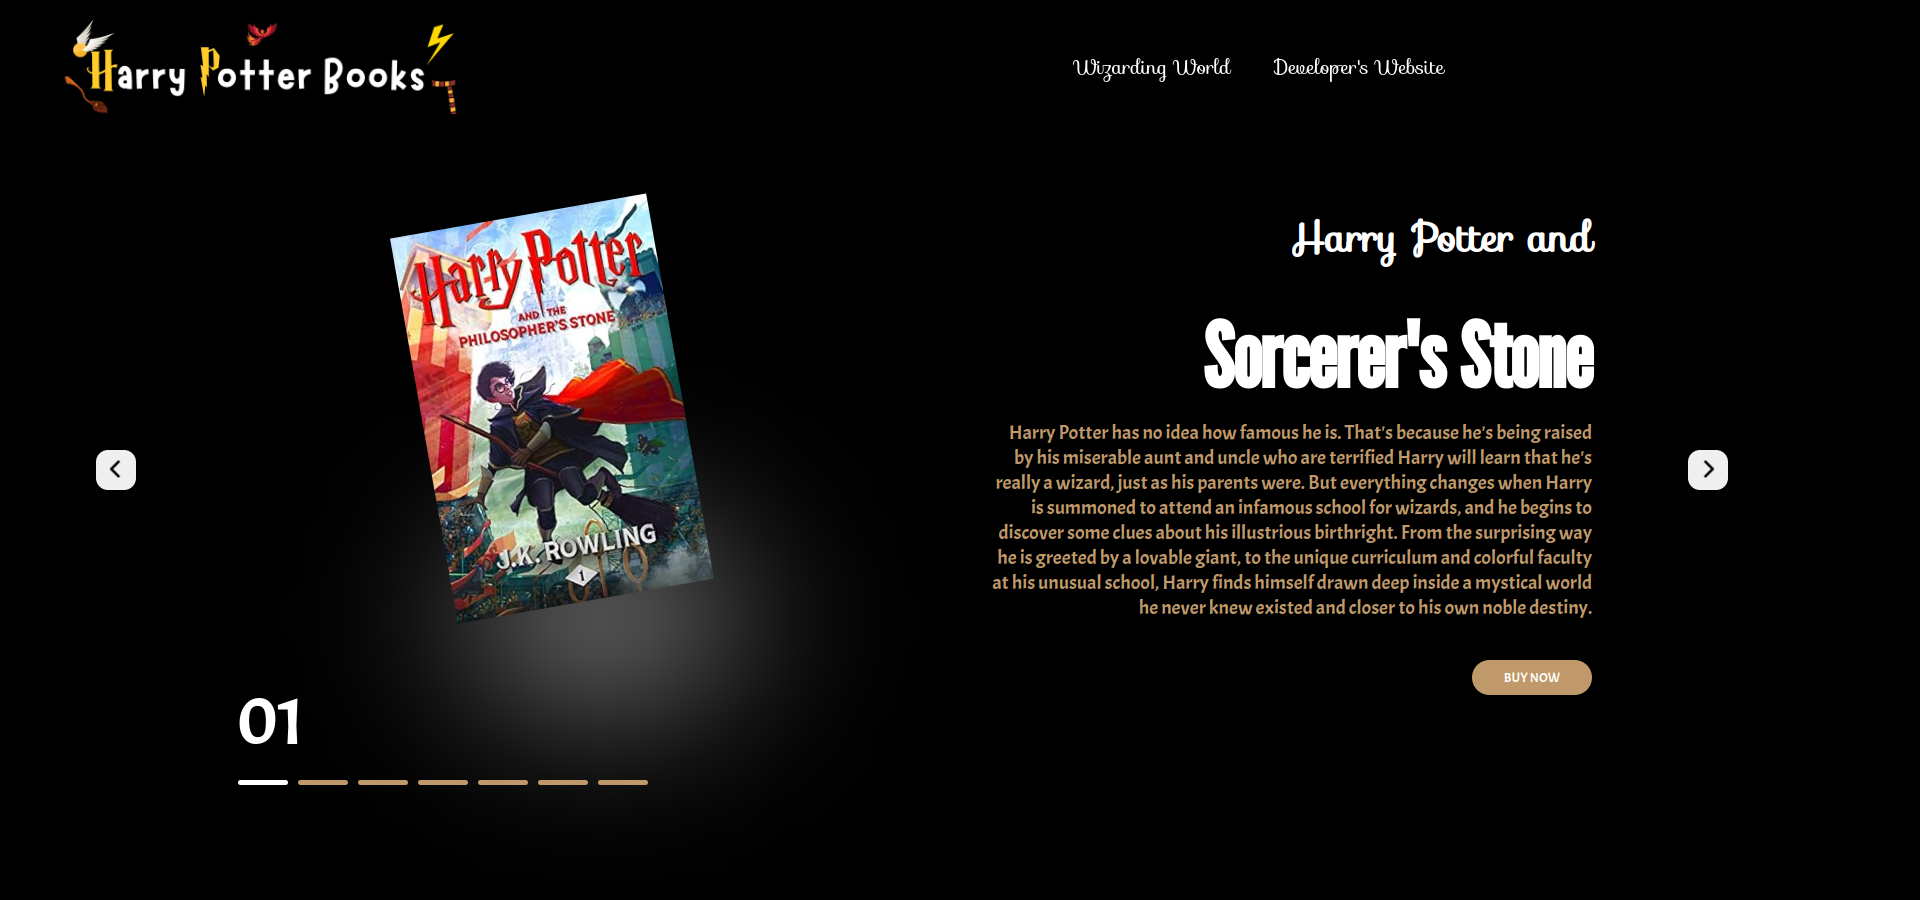 Harry Potter Books
Wizarding World
Developer's Website
Harry Potter
AND THE
PHILOSOPHER'S STONE
J.K. ROWLING
1
Harry Potter and
Sorcerer's Stone
Harry Potter has no idea how famous he is. That's because he's being raised
by his miserable aunt and uncle who are terrified Harry will learn that he's
really a wizard, just as his parents were. But everything changes when Harry
is summoned to attend an infamous school for wizards, and he begins to
discover some clues about his illustrious birthright. From the surprising way
he is greeted by a lovable giant, to the unique curriculum and colorful faculty
at his unusual school, Harry finds himself drawn deep inside a mystical world
he never knew existed and closer to his own noble destiny.
BUY NOW
01